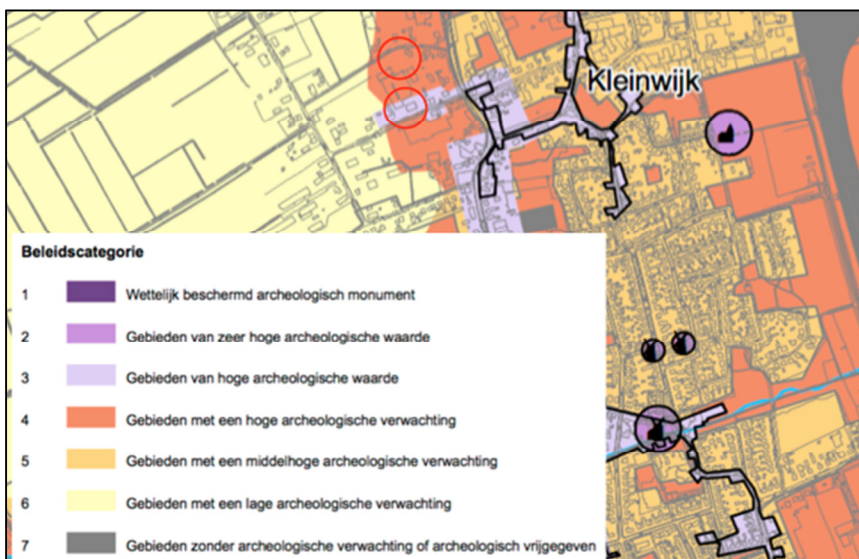 Kleinwijk
Beleidscategorie
1 Wettelijk beschermd archeologisch monument
2 Gebieden van zeer hoge archeologische waarde
3 Gebieden van hoge archeologische waarde
4 Gebieden met een hoge archeologische verwachting
5 Gebieden met een middelhoge archeologische verwachting
6 Gebieden met een lage archeologische verwachting
7 Gebieden zonder archeologische verwachting of archeologisch vrijgegeven